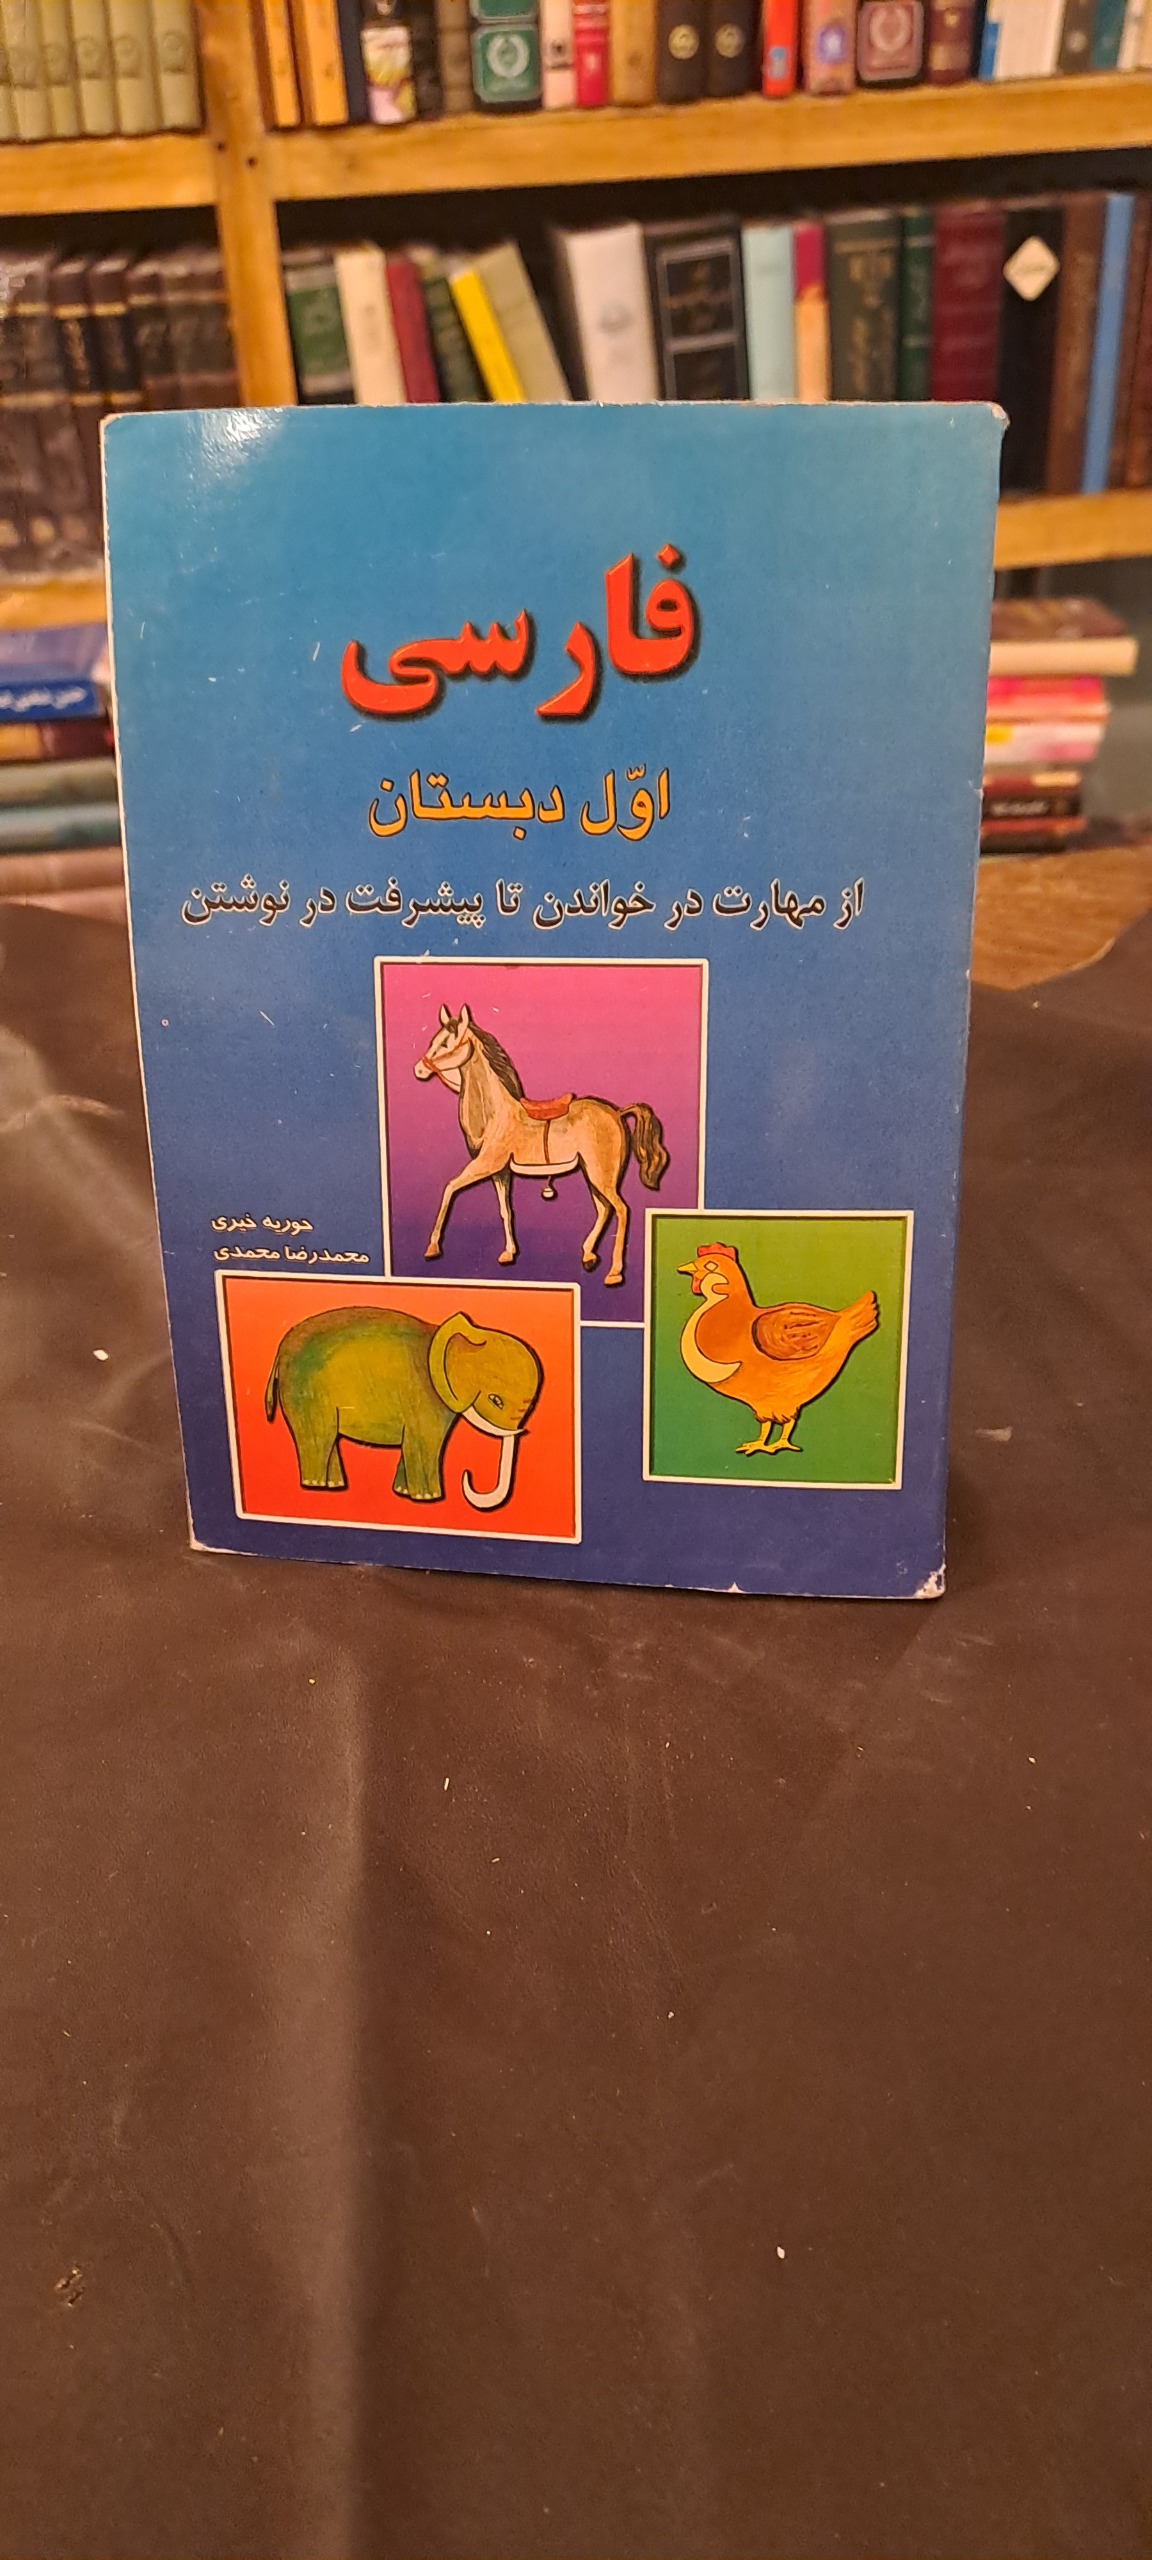 فارسی
اوّل دبستان
از مهارت در خواندن تا پیشرفت در نوشتن
حوریه خیری
محمدرضا محمدی